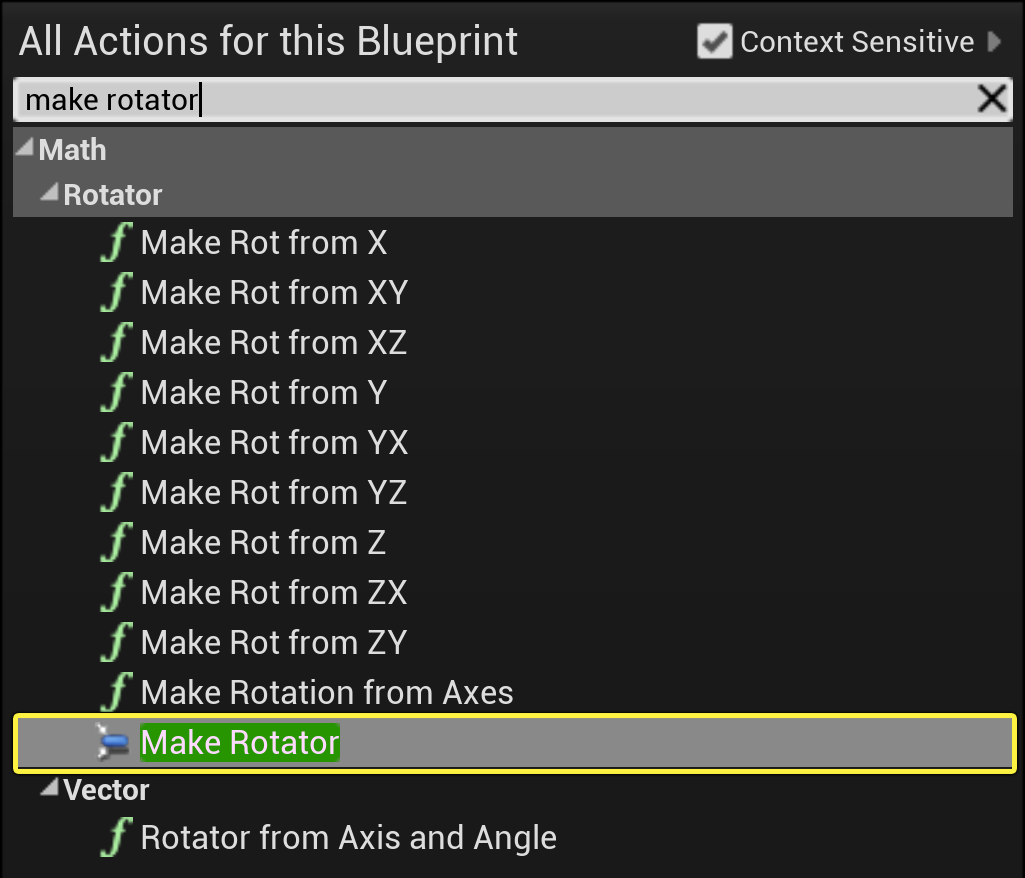 All Actions for this Blueprint
Context Sensitive
make rotator
Math
Rotator
Make Rot from X
Make Rot from XY
Make Rot from XZ
Make Rot from Y
Make Rot from YX
Make Rot from YZ
Make Rot from Z
Make Rot from ZX
Make Rot from ZY
Make Rotation from Axes
Make Rotator
Vector
Rotator from Axis and Angle